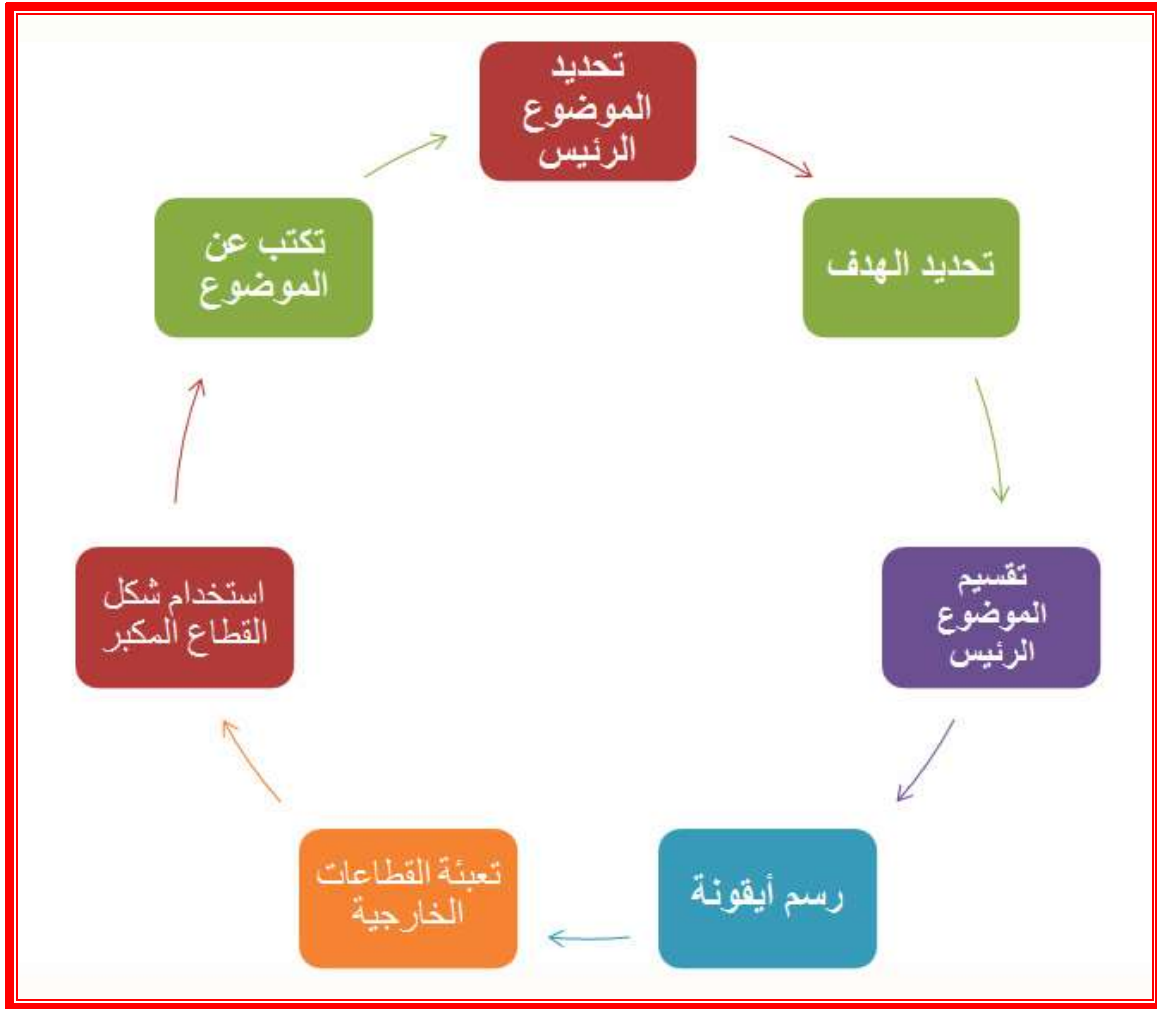 تحديد
الموضوع
الرئيس
تحديد الهدف
تقسيم
الموضوع
الرئيس
رسم أيقونة
تعبئة القطاعات
الخارجية
استخدام شكل
القطاع المكبر
تكتب عن
الموضوع